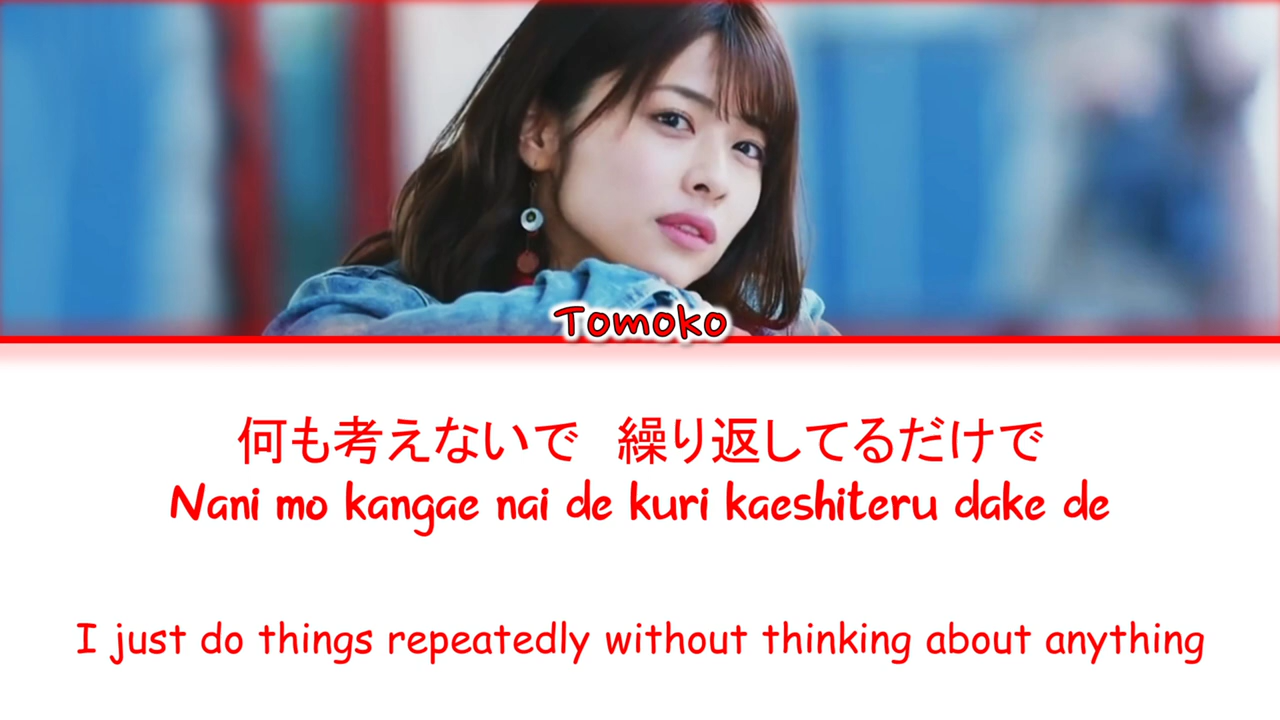 Tomoko
何も考えないで 繰り返してるだけで
Nani mo kangae nai de kuri kaeshiteru dake de
I just do things repeatedly without thinking about anything